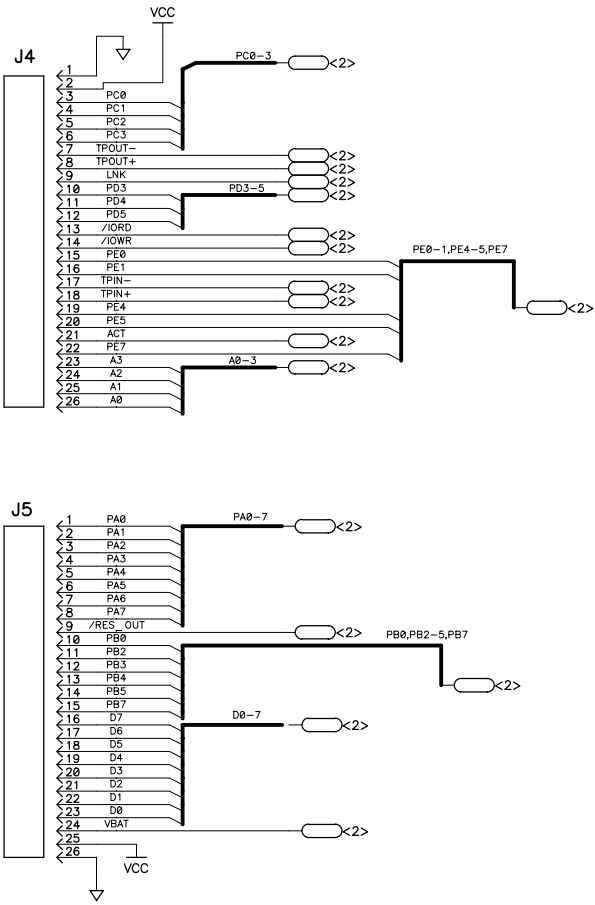 VCC
J4
PC0-3
<2>
1
2
3 PC0
4 PC1
5 PC2
6 PC3
7 TPOUT- <2>
8 TPOUT+ <2>
9 LNK <2>
10 PD3 PD3-5 <2>
11 PD4
12 PD5
13 /IORD <2>
14 /IOWR <2>
15 PE0 PE0-1,PE4-5,PE7
16 PE1
17 TPIN- <2>
18 TPIN+ <2>
<2>
19 PE4
20 PE5
21 ACT <2>
22 PE7
23 A3 A0-3 <2>
24 A2
25 A1
26 A0
J5
1 PA0 PA0-7 <2>
2 PA1
3 PA2
4 PA3
5 PA4
6 PA5
7 PA6
8 PA7
9 /RES_OUT <2>
10 PB0 PB0,PB2-5,PB7
11 PB2
12 PB3
13 PB4 <2>
14 PB5
15 PB7
16 D7 D0-7 <2>
17 D6
18 D5
19 D4
20 D3
21 D2
22 D1
23 D0
24 VBAT <2>
25
26
VCC